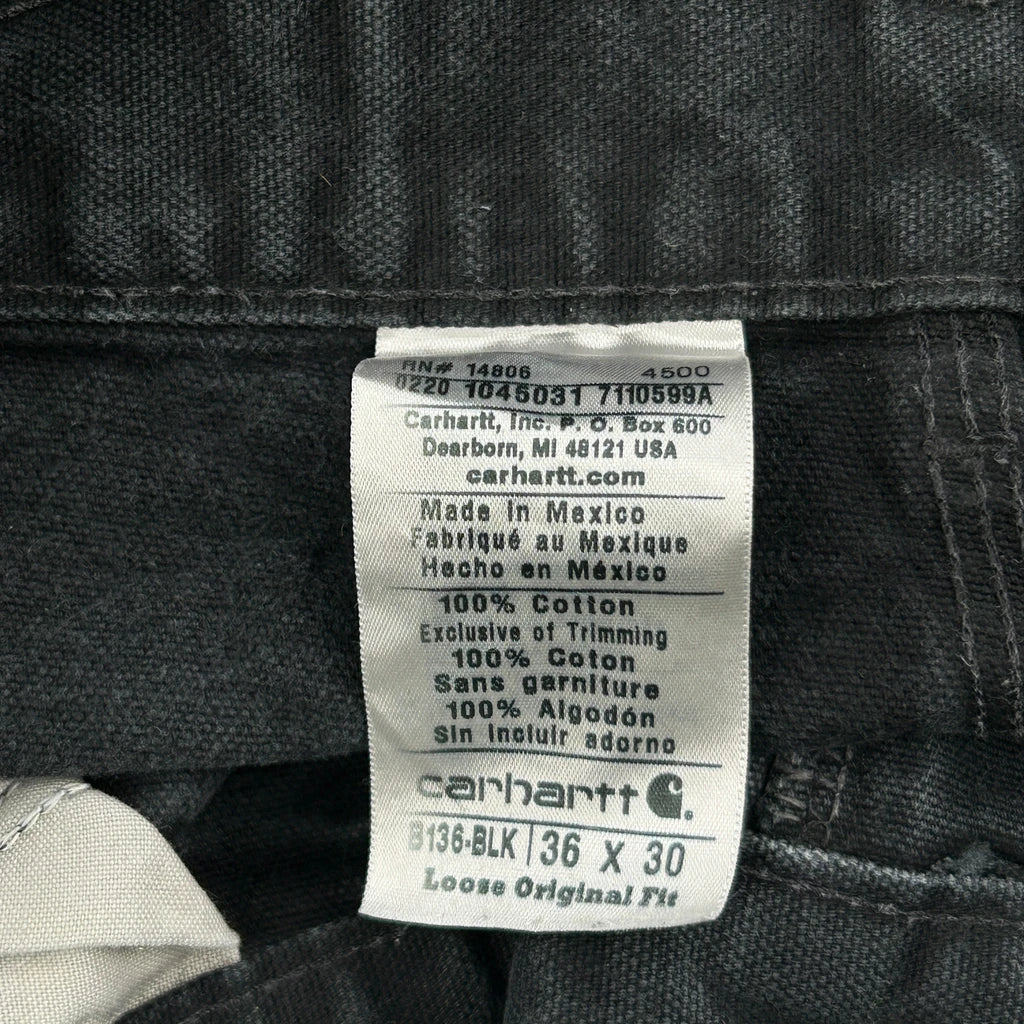 RN# 14806 4500
0220 1045031 7110599A
Carhartt, Inc. P. O. Box 600
Dearborn, MI 48121 USA
carhartt.com
Made in Mexico
Fabriqué au Mexique
Hecho en México
100% Cotton
Exclusive of Trimming
100% Coton
Sans garniture
100% Algodón
Sin incluir adorno
carhartt
B136-BLK | 36 X 30
Loose Original Fit